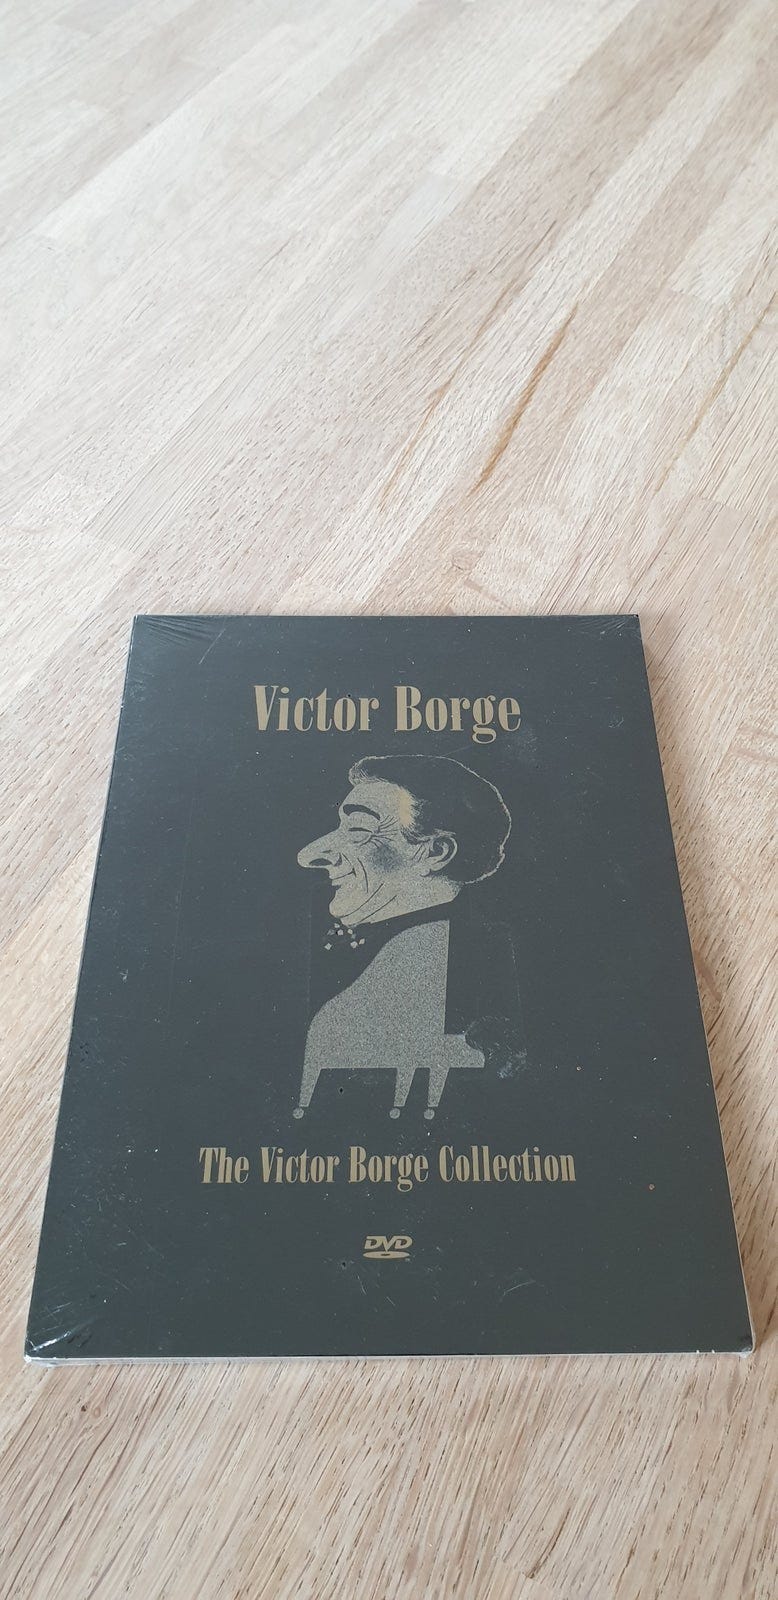 Victor Borge
The Victor Borge Collection
DVD